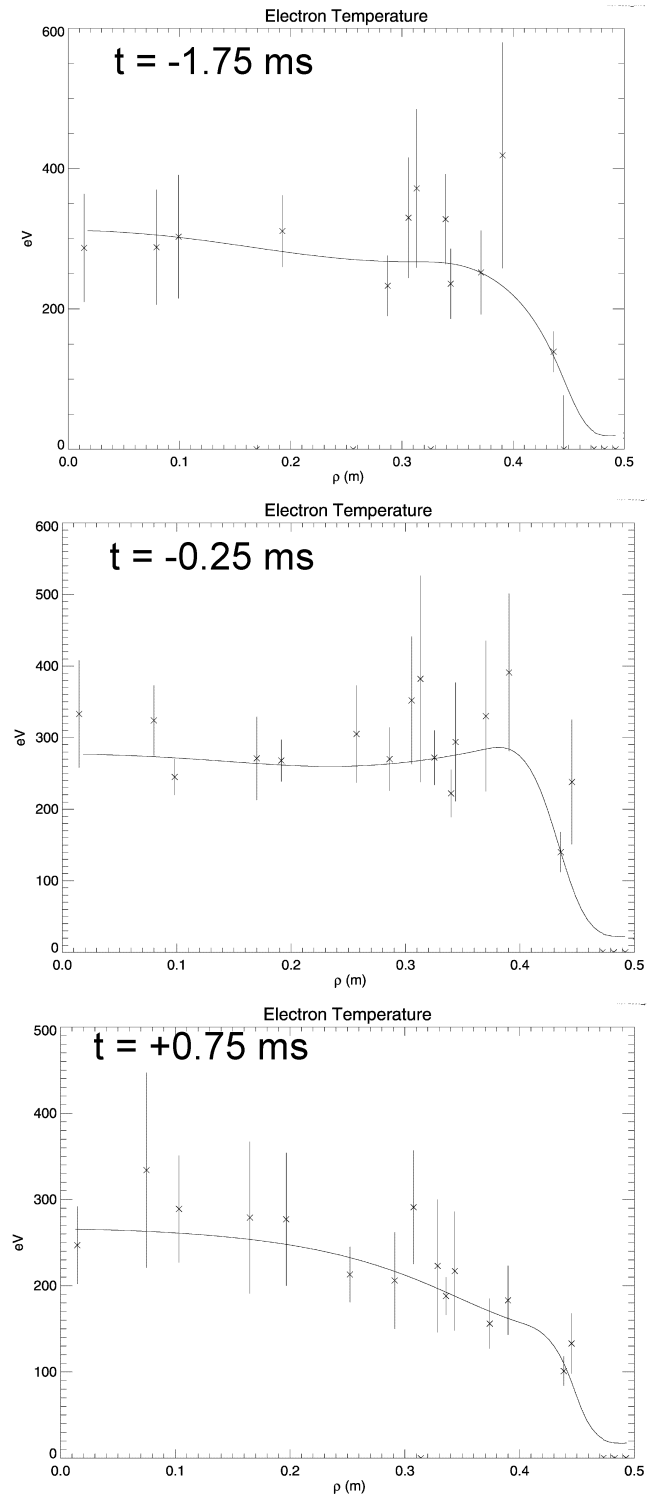 Electron Temperature
t = -1.75 ms
600
400
200
0
eV
0.0 0.1 0.2 0.3 0.4 0.5
ρ (m)
Electron Temperature
t = -0.25 ms
600
500
400
300
200
100
0
eV
0.0 0.1 0.2 0.3 0.4 0.5
ρ (m)
Electron Temperature
t = +0.75 ms
500
400
300
200
100
0
eV
0.0 0.1 0.2 0.3 0.4 0.5
ρ (m)